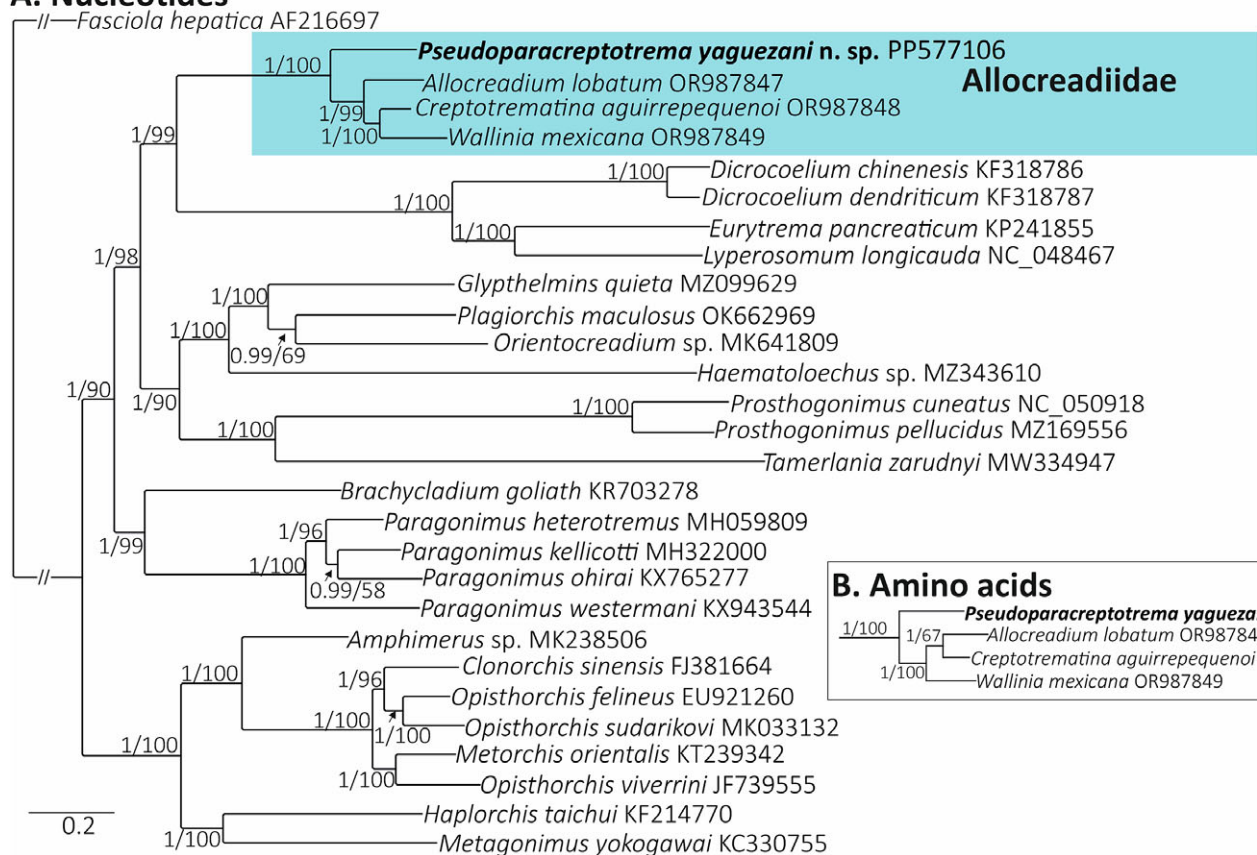 A. Nucleotides
Fasciola hepatica AF216697
Pseudoparacreptotrema yaguezani n. sp. PP577106
1/100
Allocreadiidae
Allocreadium lobatum OR987847
Creptotrematina aguirrepequenoi OR987848
1/99
1/100
Wallinia mexicana OR987849
1/99
Dicrocoelium chinenesis KF318786
1/100
Dicrocoelium dendriticum KF318787
1/100
Eurytrema pancreaticum KP241855
1/100
Lyperosomum longicauda NC_048467
1/98
Glypthelmins quieta MZ099629
1/100
Plagiorchis maculosus OK662969
1/100
Orientocreadium sp. MK641809
0.99/69
Haematoloechus sp. MZ343610
1/90
1/90
Prosthogonimus cuneatus NC_050918
1/100
Prosthogonimus pellucidus MZ169556
1/100
Tamerlania zarudnyi MW334947
Brachycladium goliath KR703278
Paragonimus heterotremus MH059809
1/96
1/99
Paragonimus kellicotti MH322000
1/100
Paragonimus ohirai KX765277
0.99/58
Paragonimus westermani KX943544
Amphimerus sp. MK238506
Clonorchis sinensis FJ381664
1/96
1/100
Opisthorchis felineus EU921260
1/100
Opisthorchis sudarikovi MK033132
1/100
1/100
Metorchis orientalis KT239342
1/100
Opisthorchis viverrini JF739555
Haplorchis taichui KF214770
0.2
1/100
Metagonimus yokogawai KC330755
B. Amino acids
Pseudoparacreptotrema yagueza
1/100
1/67
Allocreadium lobatum OR98784
Creptotrematina aguirrepequenoi
1/100
Wallinia mexicana OR987849